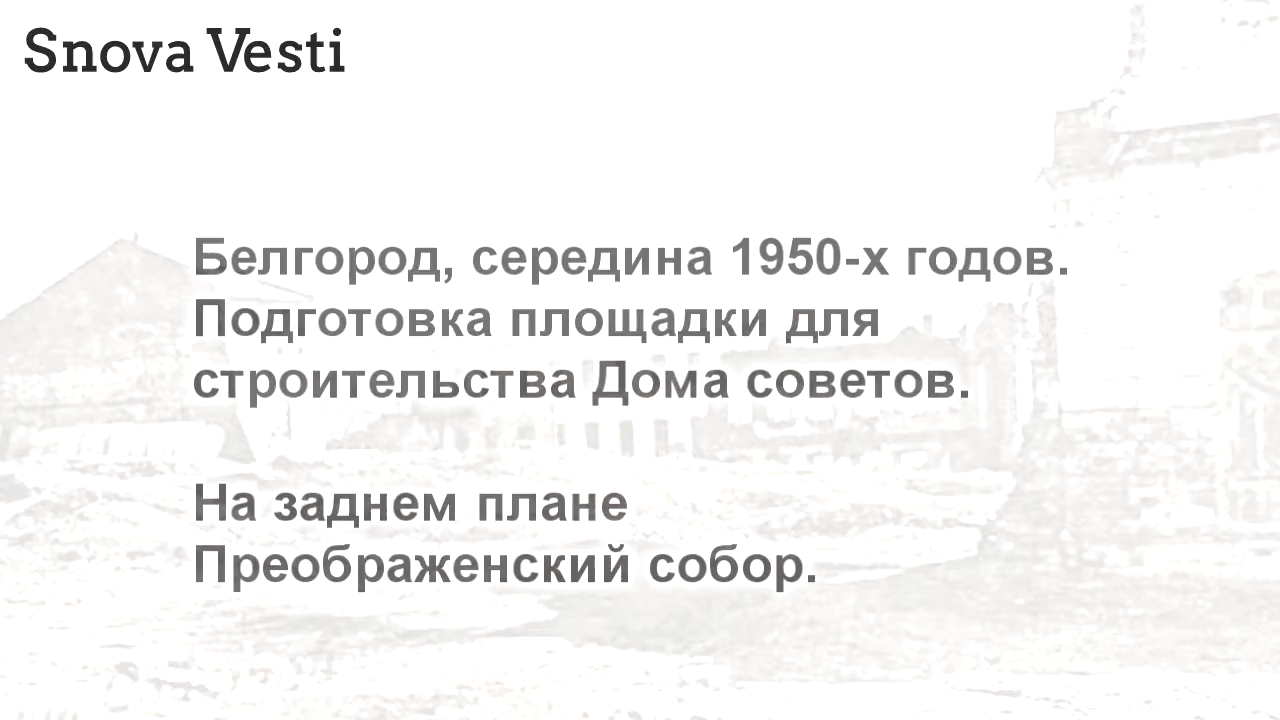 Snova Vesti
Белгород, середина 1950-х годов.
Подготовка площадки для
строительства Дома советов.
На заднем плане
Преображенский собор.